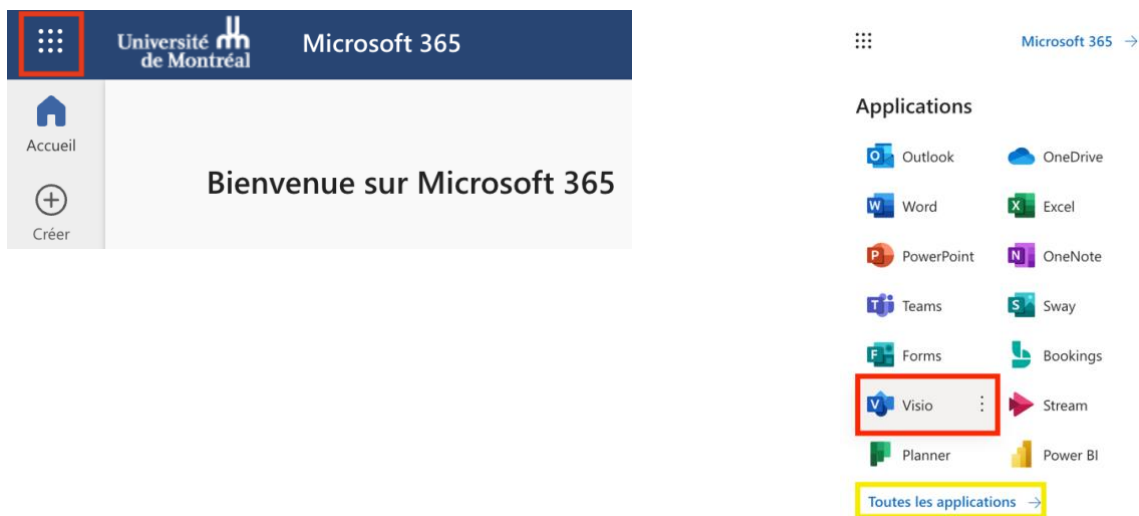 Université
de Montréal
Microsoft 365
Accueil
Bienvenue sur Microsoft 365
Créer
Microsoft 365 →
Applications
Outlook
OneDrive
Word
Excel
PowerPoint
OneNote
Teams
Sway
Forms
Bookings
Visio
Stream
Planner
Power BI
Toutes les applications →